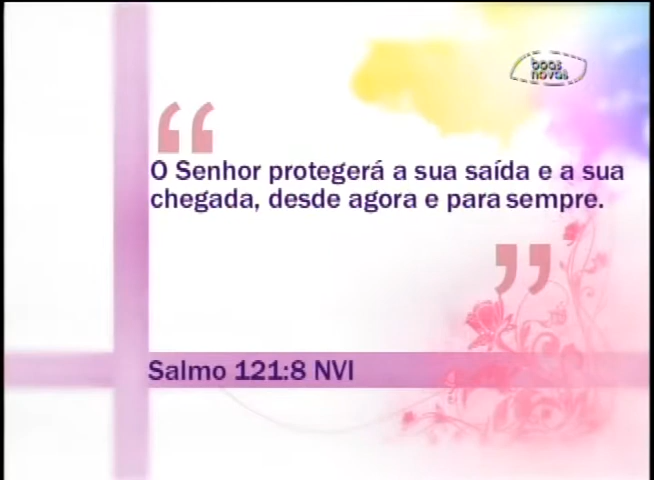 boas
novas
“
O Senhor protegerá a sua saída e a sua
chegada, desde agora e para sempre.
”
Salmo 121:8 NVI